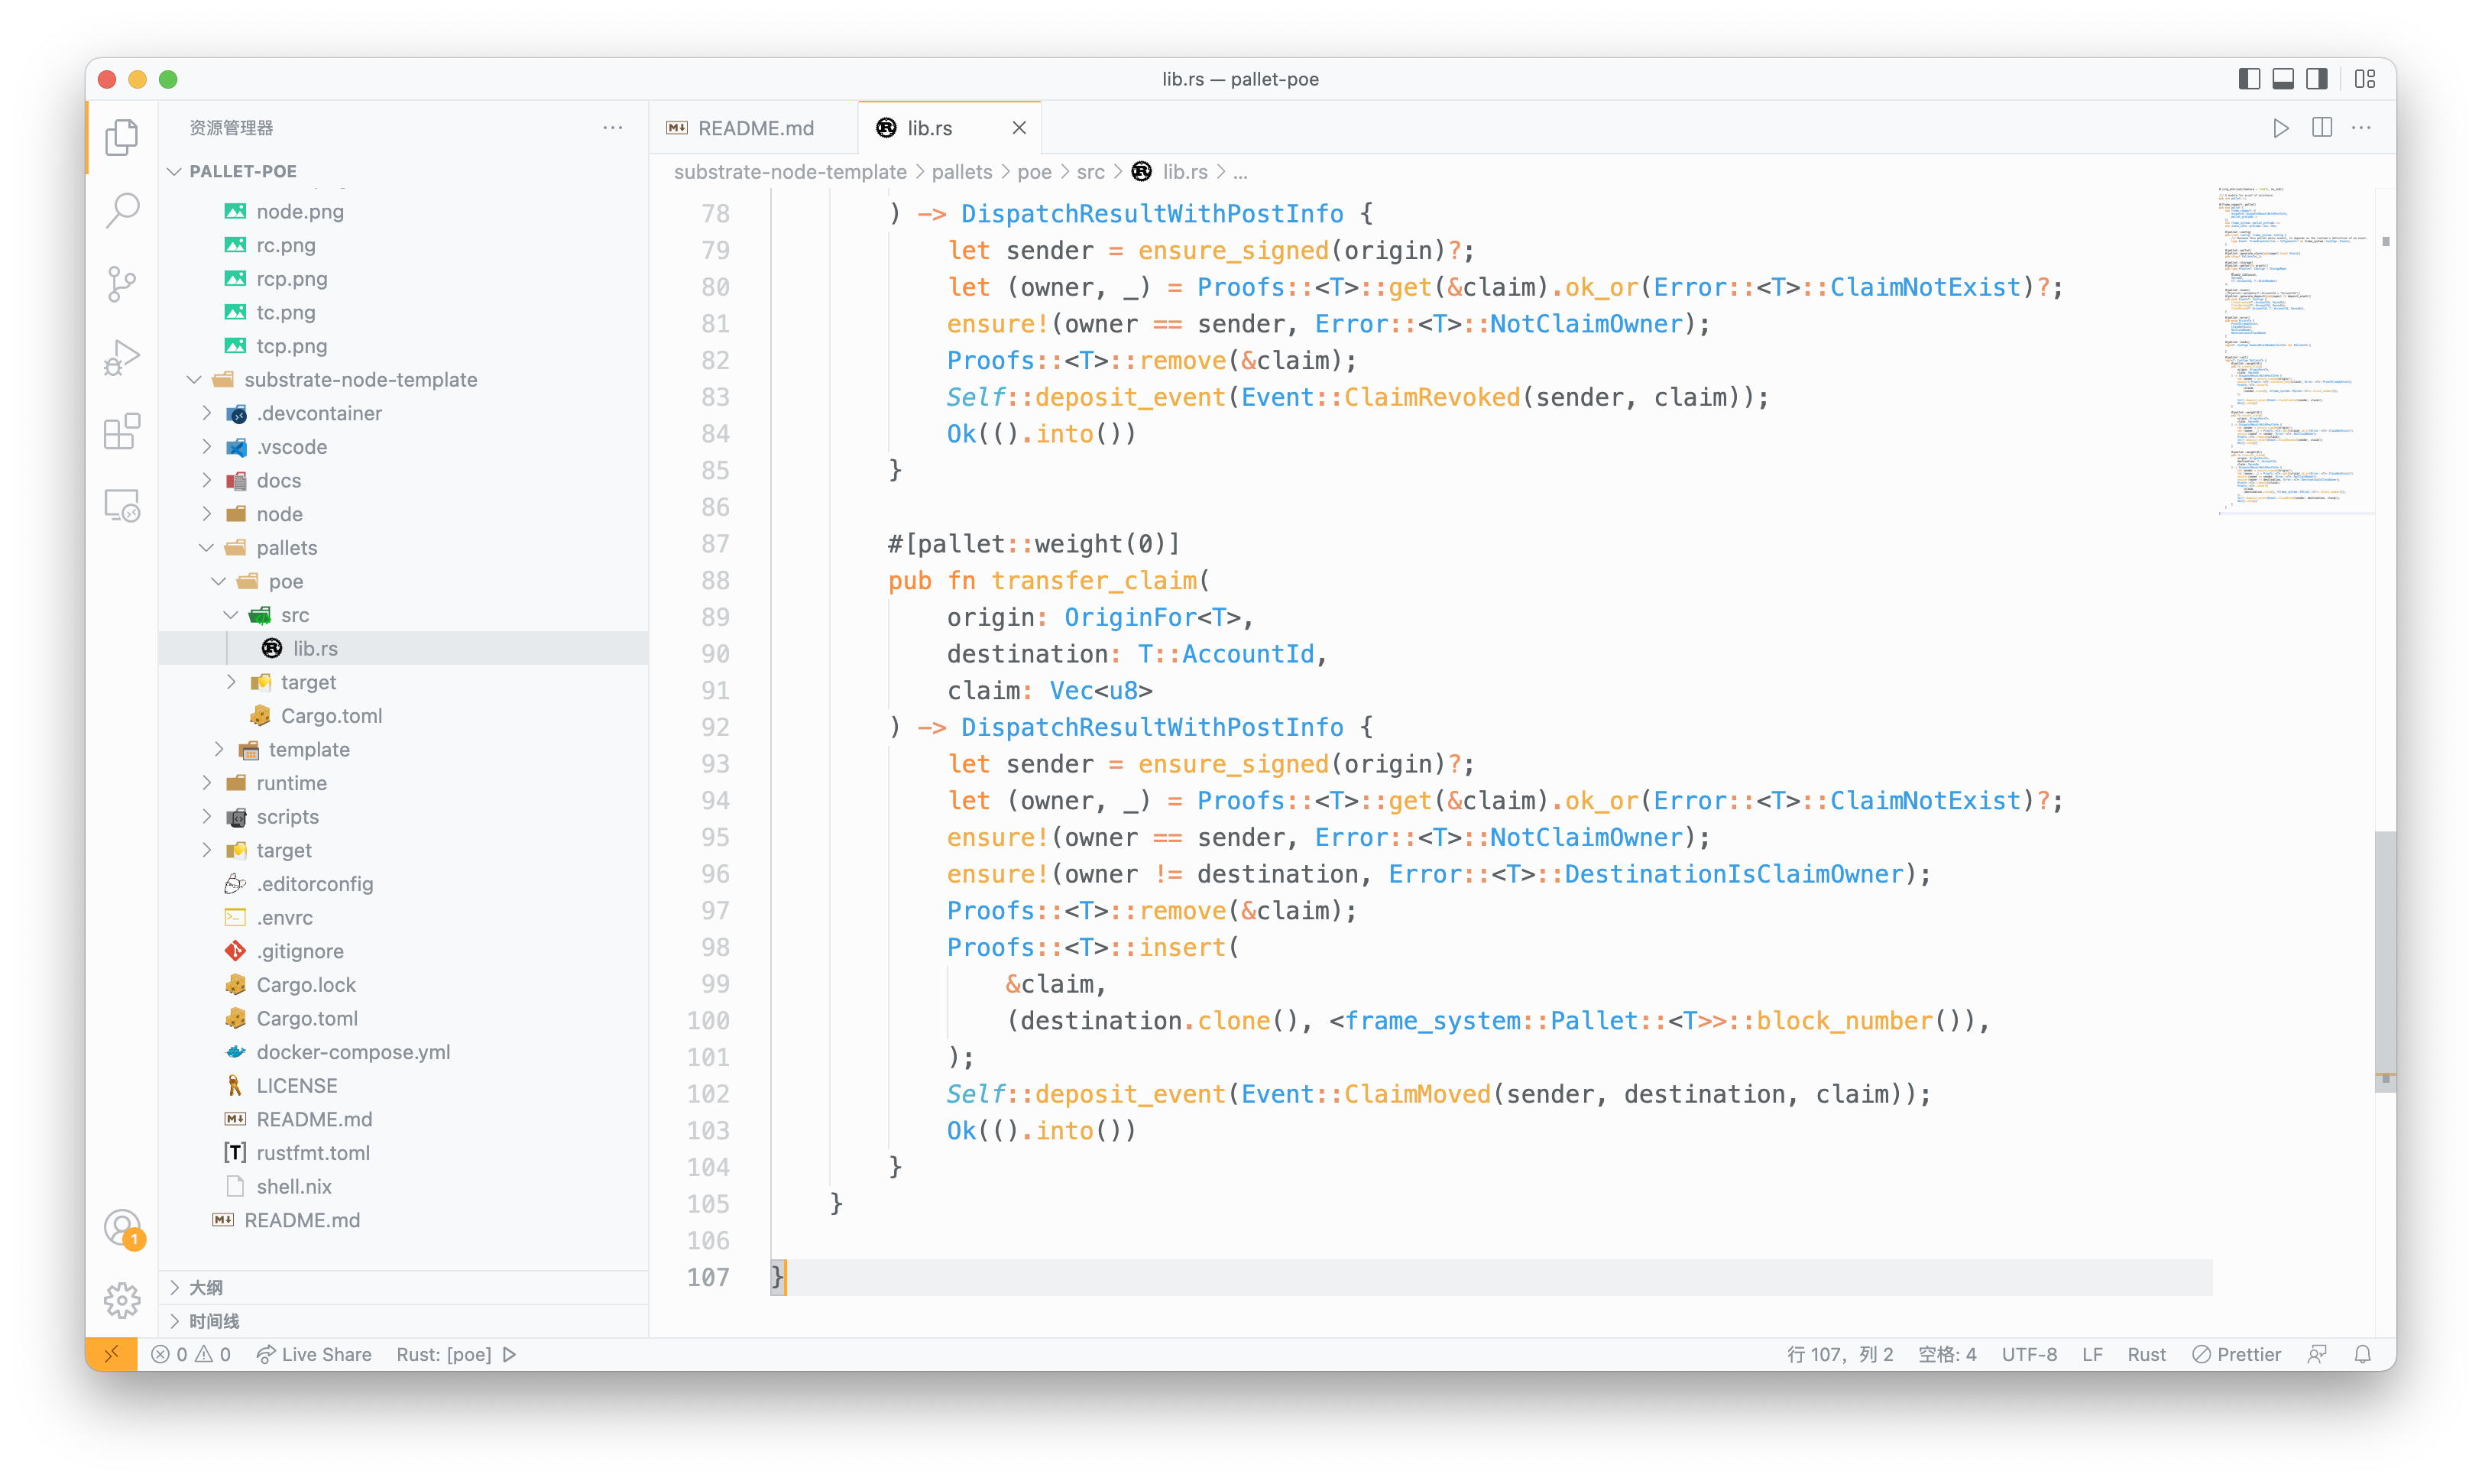 lib.rs — pallet-poe
资源管理器
PALLET-POE
node.png
rc.png
rcp.png
tc.png
tcp.png
substrate-node-template
.devcontainer
.vscode
docs
node
pallets
poe
src
lib.rs
target
Cargo.toml
template
runtime
scripts
target
.editorconfig
.envrc
.gitignore
Cargo.lock
Cargo.toml
docker-compose.yml
LICENSE
README.md
rustfmt.toml
shell.nix
README.md
大纲
时间线
README.md
lib.rs
substrate-node-template > pallets > poe > src > lib.rs > ...
78 ) -> DispatchResultWithPostInfo {
79 let sender = ensure_signed(origin)?;
80 let (owner, _) = Proofs::<T>::get(&claim).ok_or(Error::<T>::ClaimNotExist)?;
81 ensure!(owner == sender, Error::<T>::NotClaimOwner);
82 Proofs::<T>::remove(&claim);
83 Self::deposit_event(Event::ClaimRevoked(sender, claim));
84 Ok(().into())
85 }
86
87 #[pallet::weight(0)]
88 pub fn transfer_claim(
89 origin: OriginFor<T>,
90 destination: T::AccountId,
91 claim: Vec<u8>
92 ) -> DispatchResultWithPostInfo {
93 let sender = ensure_signed(origin)?;
94 let (owner, _) = Proofs::<T>::get(&claim).ok_or(Error::<T>::ClaimNotExist)?;
95 ensure!(owner == sender, Error::<T>::NotClaimOwner);
96 ensure!(owner != destination, Error::<T>::DestinationIsClaimOwner);
97 Proofs::<T>::remove(&claim);
98 Proofs::<T>::insert(
99 &claim,
100 (destination.clone(), <frame_system::Pallet::<T>>::block_number()),
101 );
102 Self::deposit_event(Event::ClaimMoved(sender, destination, claim));
103 Ok(().into())
104 }
105 }
106
107 }
1
0 0 Live Share Rust: [poe]
行 107，列 2 空格: 4 UTF-8 LF Rust Prettier